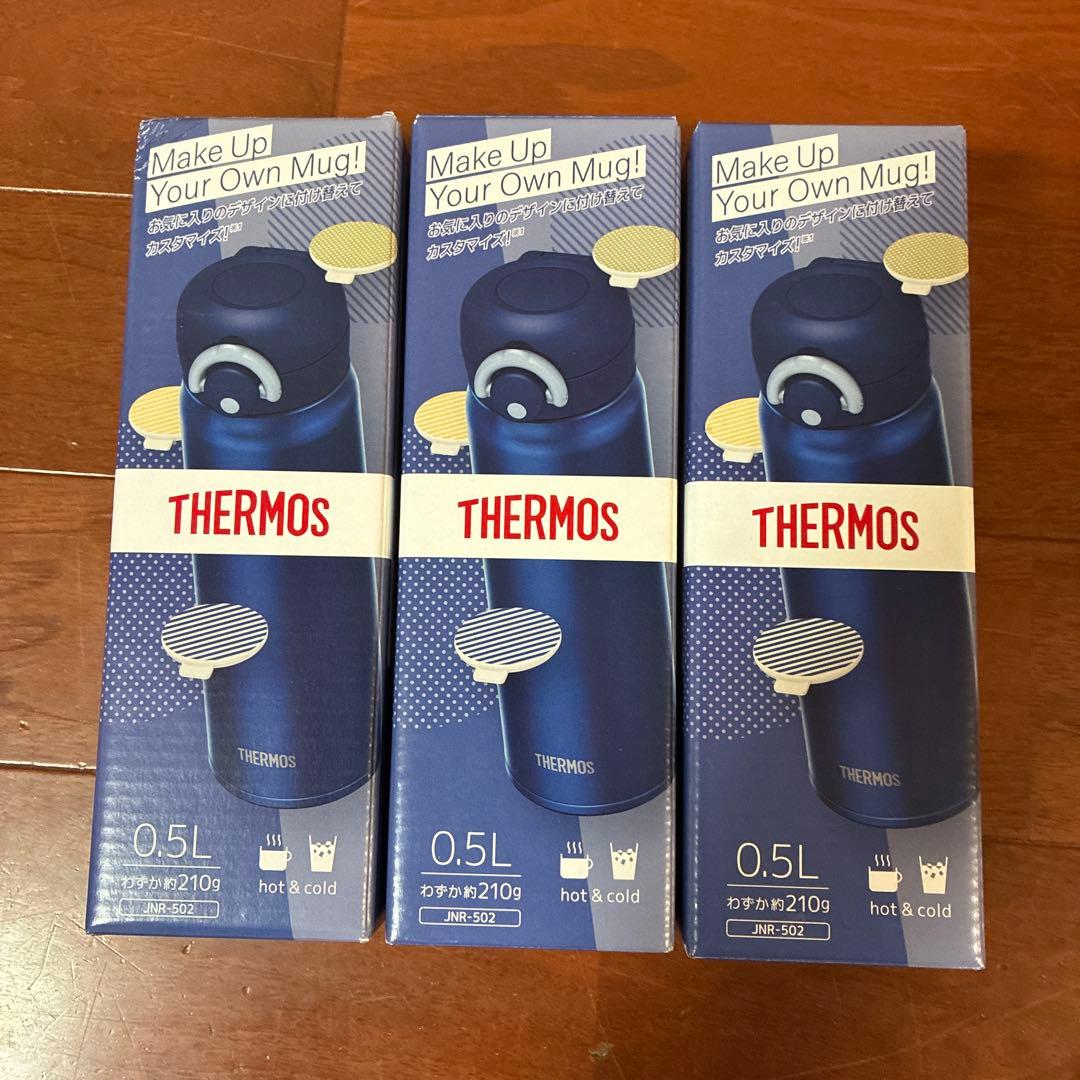 Make Up
Your Own Mug!
お気に入りのデザインに付け替えて
カスタマイズ!※1
THERMOS
THERMOS
0.5L
わずか約210g
hot & cold
JNR-502
Make Up
Your Own Mug!
お気に入りのデザインに付け替えて
カスタマイズ!※1
THERMOS
THERMOS
0.5L
わずか約210g
hot & cold
JNR-502
Make Up
Your Own Mug!
お気に入りのデザインに付け替えて
カスタマイズ!※1
THERMOS
THERMOS
0.5L
わずか約210g
hot & cold
JNR-502